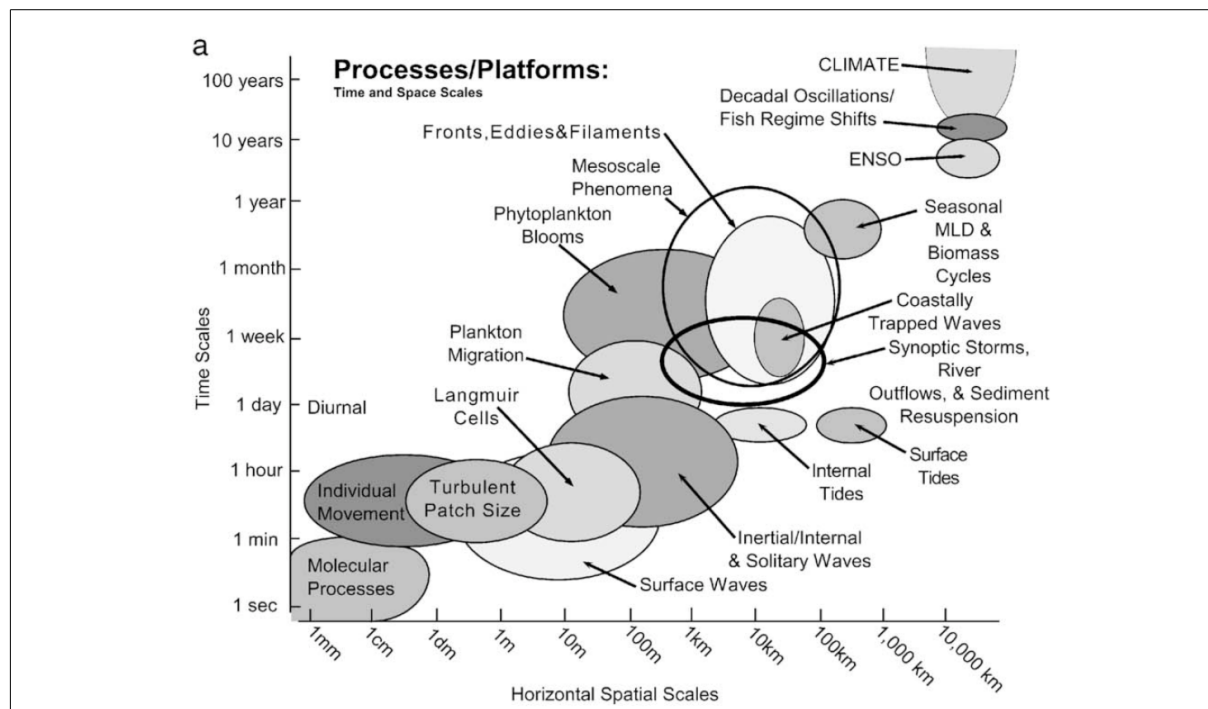 a
Processes/Platforms:
Time and Space Scales
CLIMATE
Decadal Oscillations/
Fish Regime Shifts
ENSO
Fronts,Eddies&Filaments
Mesoscale
Phenomena
Phytoplankton
Blooms
Seasonal
MLD &
Biomass
Cycles
Coastally
Trapped Waves
Synoptic Storms,
River
Outflows, & Sediment
Resuspension
Plankton
Migration
Langmuir
Cells
Diurnal
Internal
Tides
Surface
Tides
Individual
Movement
Turbulent
Patch Size
Inertial/Internal
& Solitary Waves
Molecular
Processes
Surface Waves
Time Scales
100 years
10 years
1 year
1 month
1 week
1 day
1 hour
1 min
1 sec
1mm
1cm
1dm
1m
10m
100m
1km
10km
100km
1,000 km
10,000 km
Horizontal Spatial Scales